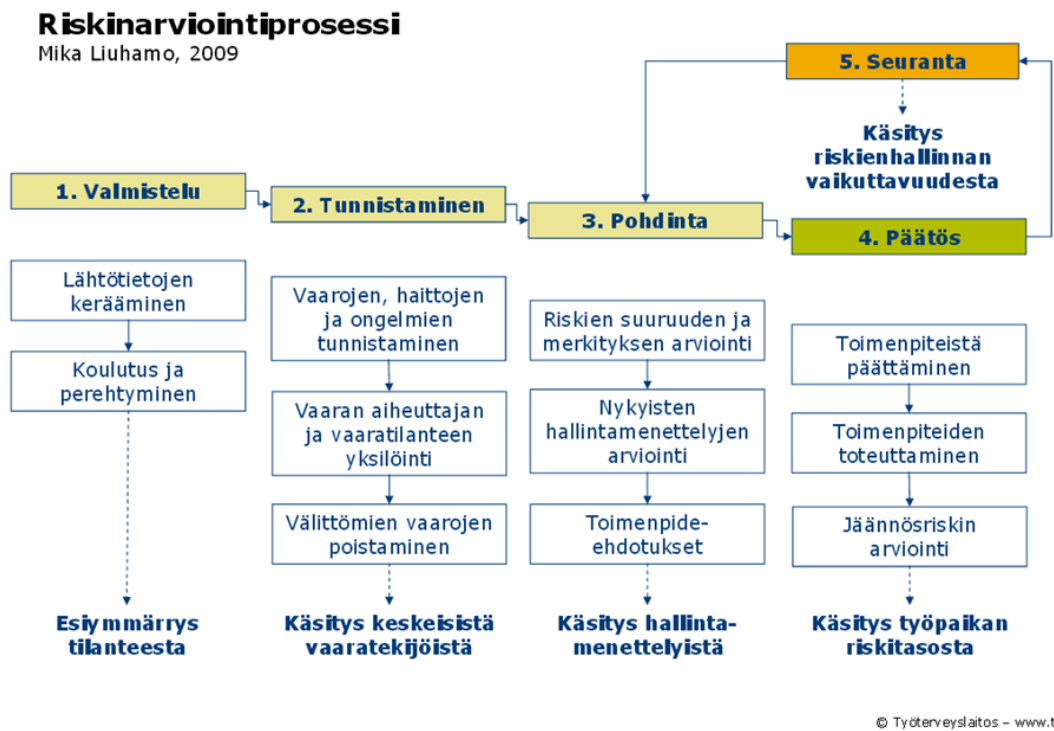 Riskinarviointiprosessi
Mika Liuhamo, 2009
5. Seuranta
Käsitys
riskienhallinnan
vaikuttavuudesta
1. Valmistelu
2. Tunnistaminen
3. Pohdinta
4. Päätös
Lähtötietojen
kerääminen
Koulutus ja
perehtyminen
Esiymmärrys
tilanteesta
Vaarojen, haittojen
ja ongelmien
tunnistaminen
Vaaran aiheuttajan
ja vaaratilanteen
yksilöinti
Välittömien vaarojen
poistaminen
Käsitys keskeisistä
vaaratekijöistä
Riskien suuruuden ja
merkityksen arviointi
Nykyisten
hallintamenettelyjen
arviointi
Toimenpide-
ehdotukset
Käsitys hallinta-
menettelyistä
Toimenpiteistä
päättäminen
Toimenpiteiden
toteuttaminen
Jäännösriskin
arviointi
Käsitys työpaikan
riskitasosta
© Työterveyslaitos – www.t